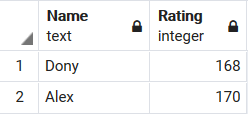 Name Rating
text integer
1 Dony 168
2 Alex 170